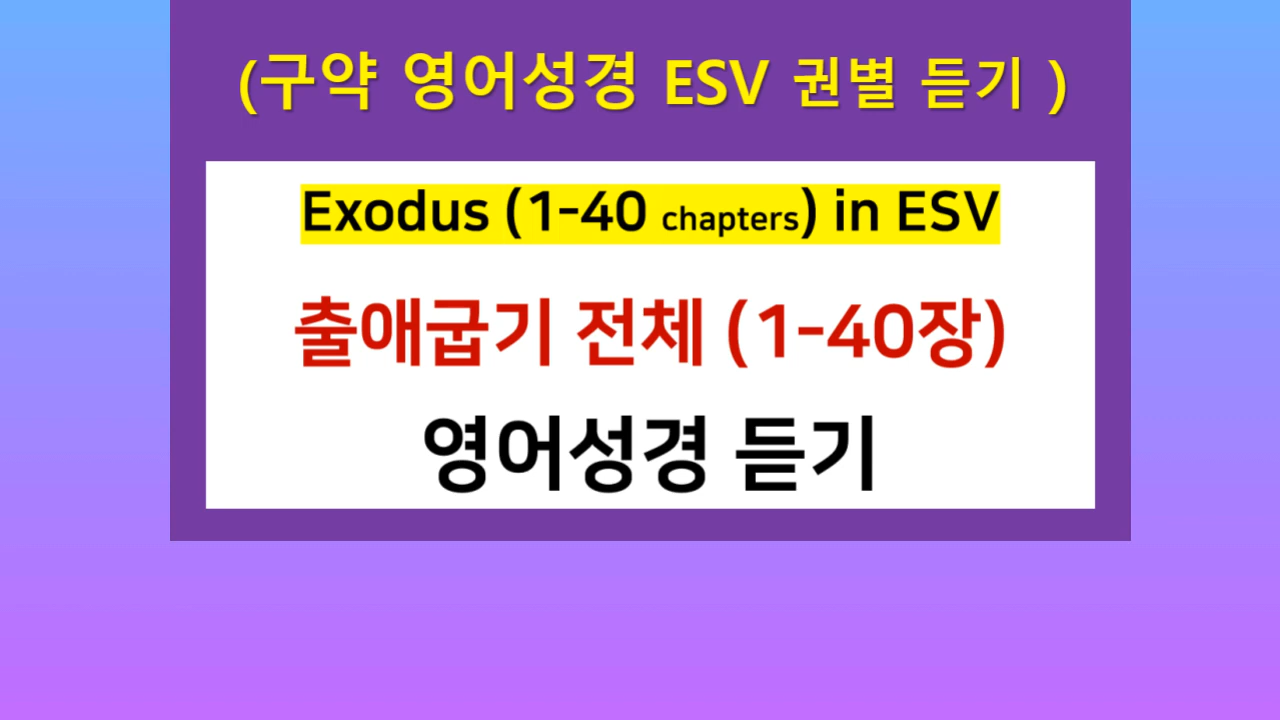 (구약 영어성경 ESV 권별 듣기 )
Exodus (1-40 chapters) in ESV
출애굽기 전체 (1-40장)
영어성경 듣기